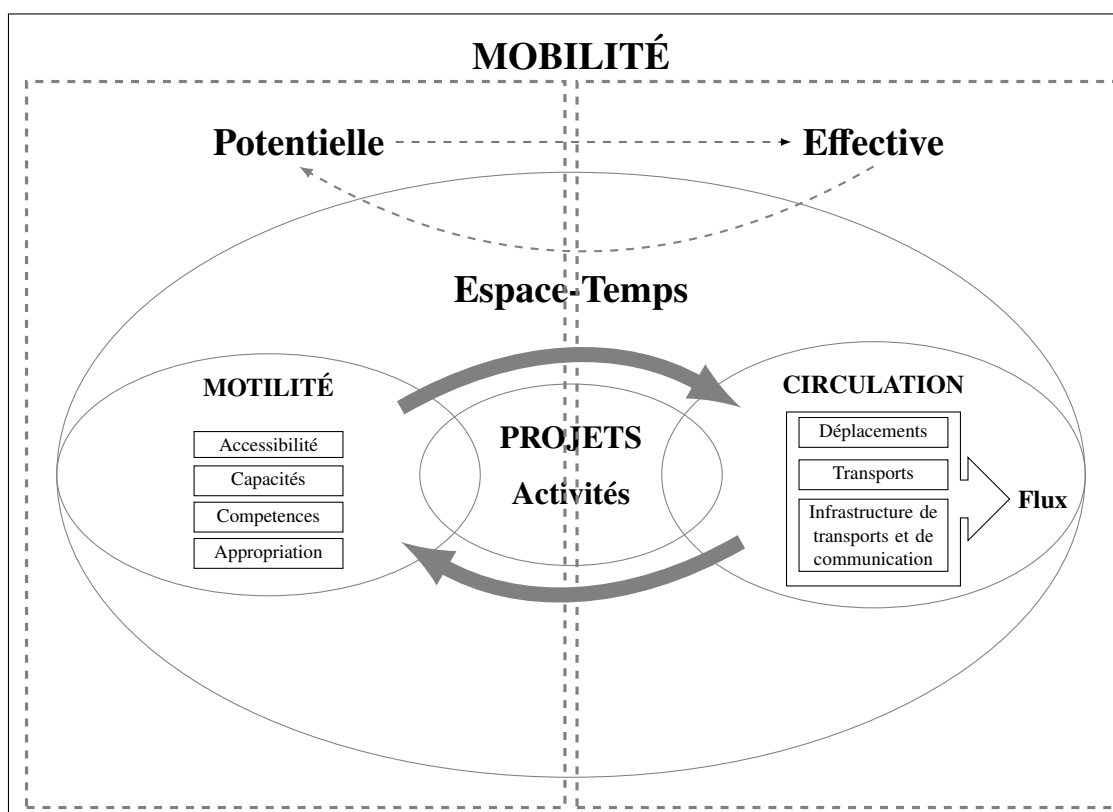 MOBILITÉ
Potentielle
Effective
Espace-Temps
MOTILITÉ
Accessibilité
Capacités
Competences
Appropriation
PROJETS
Activités
CIRCULATION
Déplacements
Transports
Infrastructure de
transports et de
communication
Flux